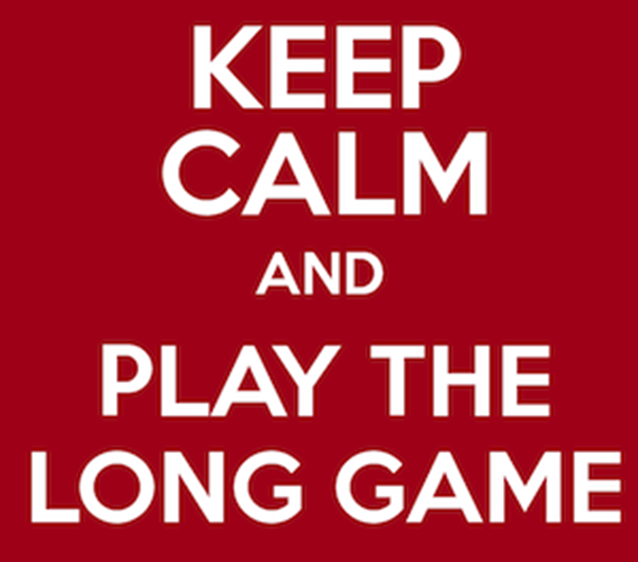 KEEP
CALM
AND
PLAY THE
LONG GAME